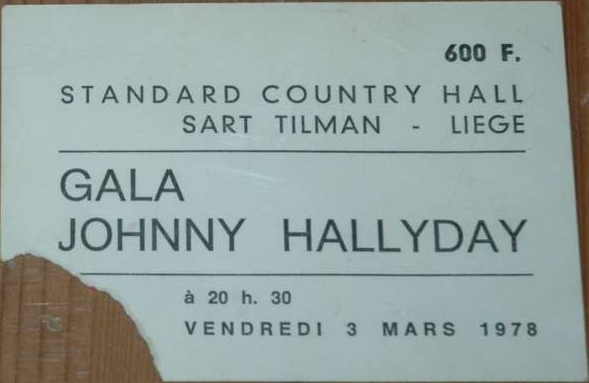 600 F.
STANDARD COUNTRY HALL
SART TILMAN - LIEGE
GALA
JOHNNY HALLYDAY
à 20 h. 30
VENDREDI 3 MARS 1978